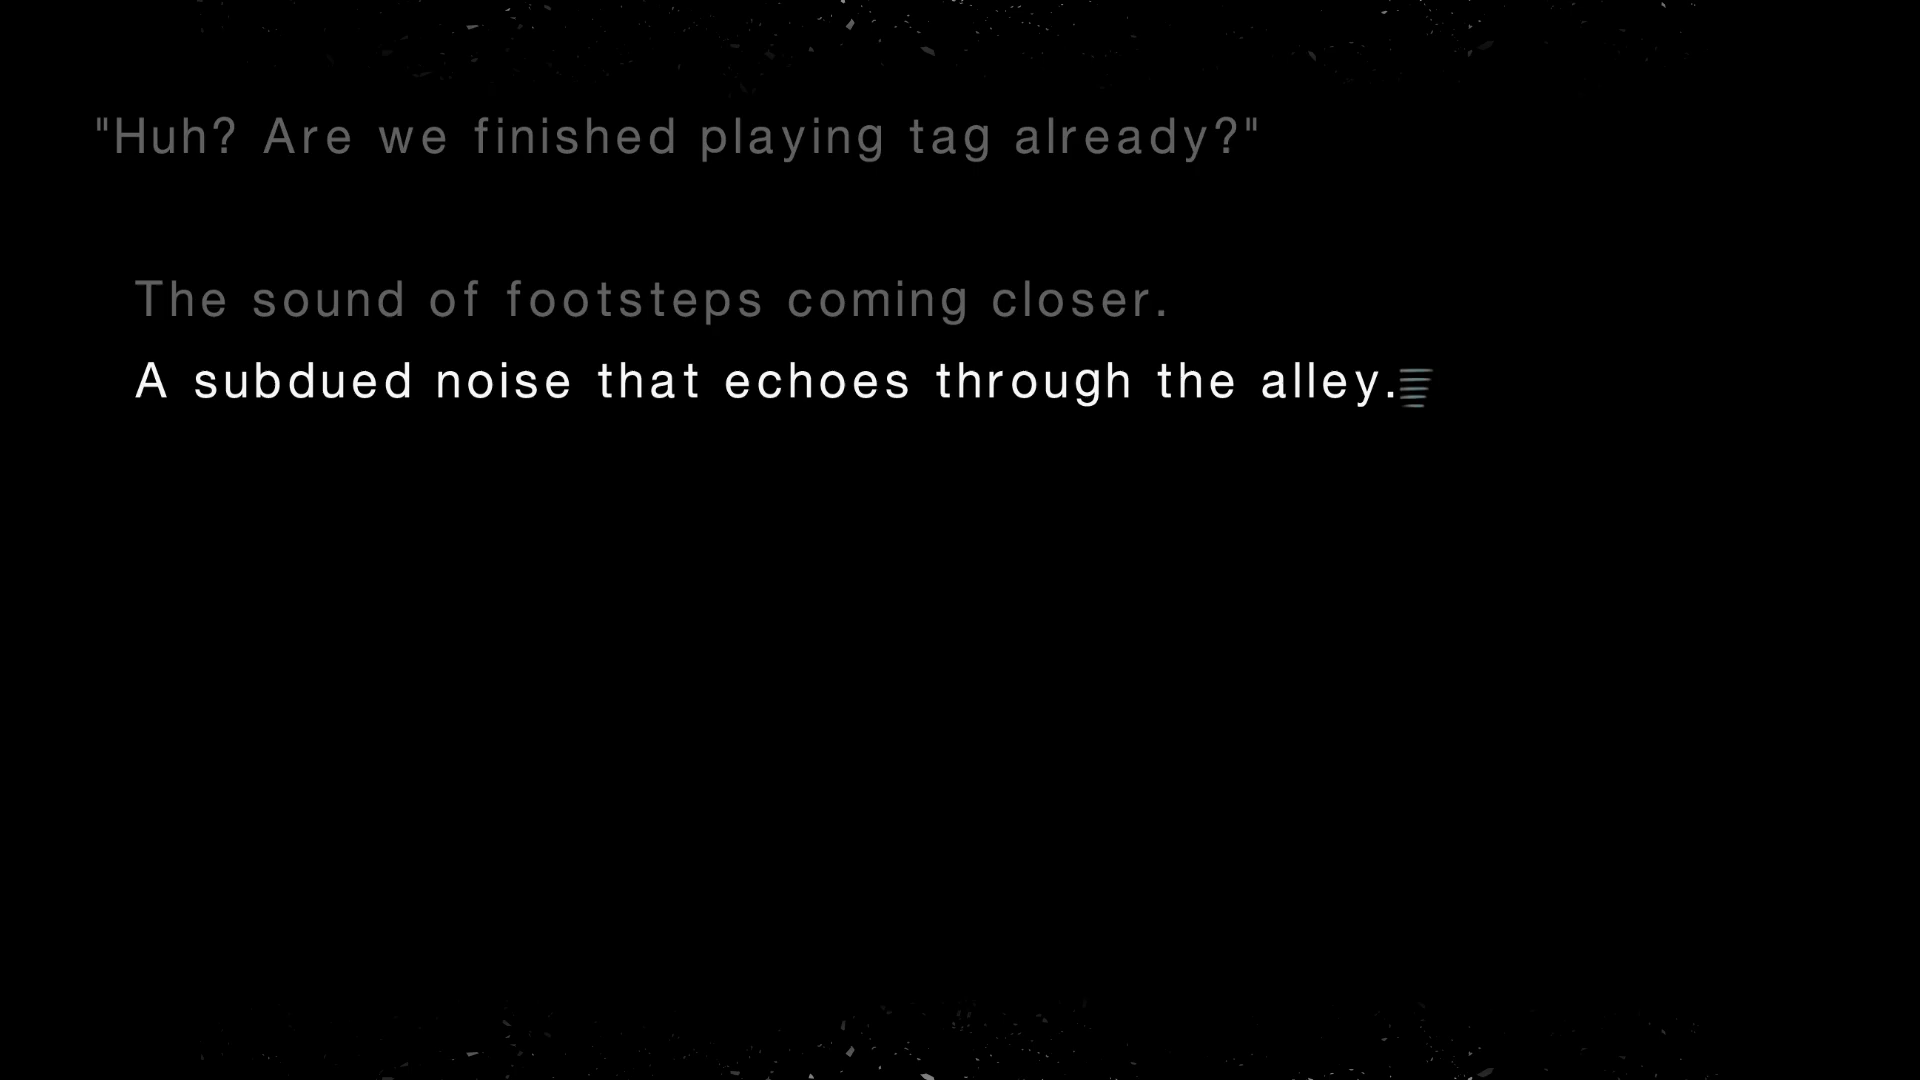 "Huh? Are we finished playing tag already?"
The sound of footsteps coming closer.
A subdued noise that echoes through the alley.